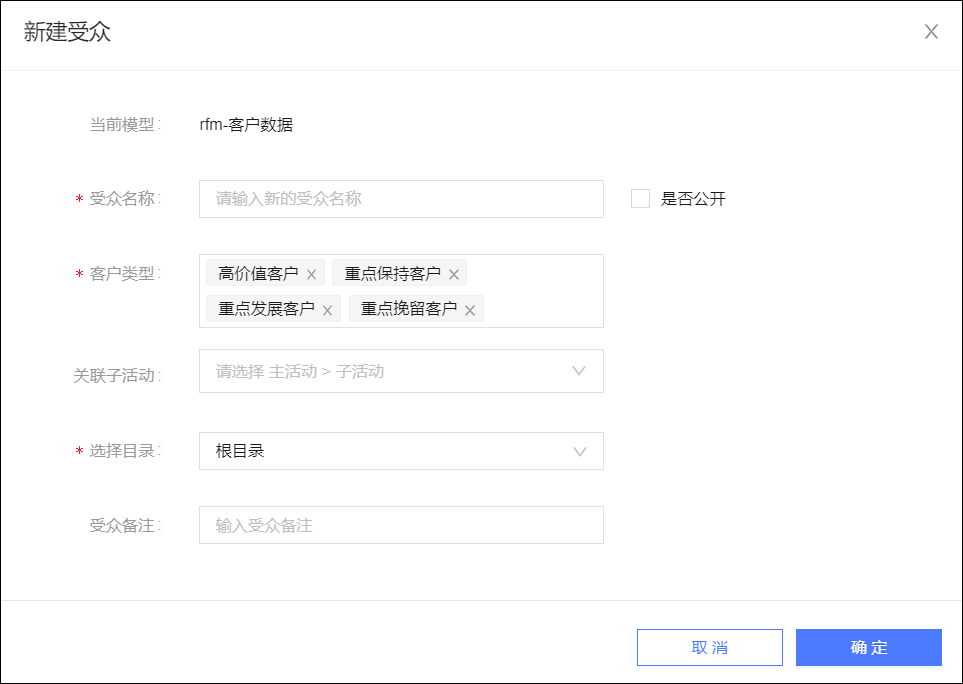 新建受众
当前模型: rfm-客户数据
* 受众名称: 请输入新的受众名称 是否公开
* 客户类型: 高价值客户 × 重点保持客户 ×
重点发展客户 × 重点挽留客户 ×
关联子活动: 请选择 主活动 > 子活动
* 选择目录: 根目录
受众备注: 输入受众备注
取消 确定